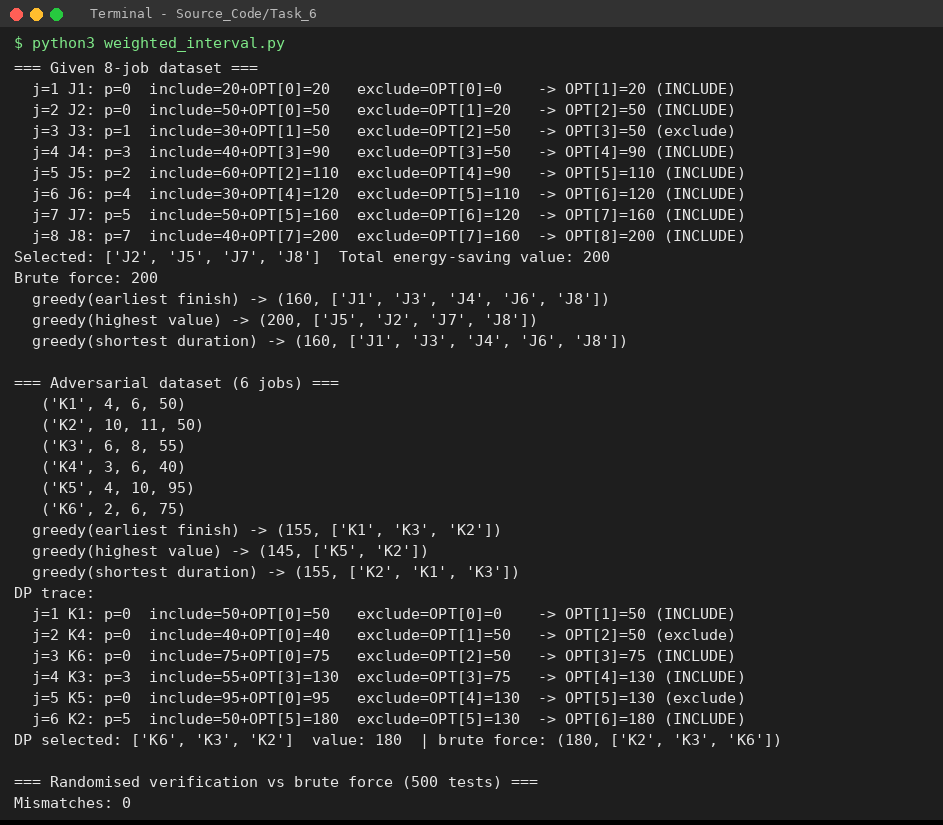 Terminal - Source_Code/Task_6
$ python3 weighted_interval.py
=== Given 8-job dataset ===
  j=1 J1: p=0  include=20+OPT[0]=20   exclude=OPT[0]=0    -> OPT[1]=20 (INCLUDE)
  j=2 J2: p=0  include=50+OPT[0]=50   exclude=OPT[1]=20   -> OPT[2]=50 (INCLUDE)
  j=3 J3: p=1  include=30+OPT[1]=50   exclude=OPT[2]=50   -> OPT[3]=50 (exclude)
  j=4 J4: p=3  include=40+OPT[3]=90   exclude=OPT[3]=50   -> OPT[4]=90 (INCLUDE)
  j=5 J5: p=2  include=60+OPT[2]=110  exclude=OPT[4]=90   -> OPT[5]=110 (INCLUDE)
  j=6 J6: p=4  include=30+OPT[4]=120  exclude=OPT[5]=110  -> OPT[6]=120 (INCLUDE)
  j=7 J7: p=5  include=50+OPT[5]=160  exclude=OPT[6]=120  -> OPT[7]=160 (INCLUDE)
  j=8 J8: p=7  include=40+OPT[7]=200  exclude=OPT[7]=160  -> OPT[8]=200 (INCLUDE)
Selected: ['J2', 'J5', 'J7', 'J8']  Total energy-saving value: 200
Brute force: 200
  greedy(earliest finish) -> (160, ['J1', 'J3', 'J4', 'J6', 'J8'])
  greedy(highest value) -> (200, ['J5', 'J2', 'J7', 'J8'])
  greedy(shortest duration) -> (160, ['J1', 'J3', 'J4', 'J6', 'J8'])
=== Adversarial dataset (6 jobs) ===
   ('K1', 4, 6, 50)
   ('K2', 10, 11, 50)
   ('K3', 6, 8, 55)
   ('K4', 3, 6, 40)
   ('K5', 4, 10, 95)
   ('K6', 2, 6, 75)
  greedy(earliest finish) -> (155, ['K1', 'K3', 'K2'])
  greedy(highest value) -> (145, ['K5', 'K2'])
  greedy(shortest duration) -> (155, ['K2', 'K1', 'K3'])
DP trace:
  j=1 K1: p=0  include=50+OPT[0]=50   exclude=OPT[0]=0    -> OPT[1]=50 (INCLUDE)
  j=2 K4: p=0  include=40+OPT[0]=40   exclude=OPT[1]=50   -> OPT[2]=50 (exclude)
  j=3 K6: p=0  include=75+OPT[0]=75   exclude=OPT[2]=50   -> OPT[3]=75 (INCLUDE)
  j=4 K3: p=3  include=55+OPT[3]=130  exclude=OPT[3]=75   -> OPT[4]=130 (INCLUDE)
  j=5 K5: p=0  include=95+OPT[0]=95   exclude=OPT[4]=130  -> OPT[5]=130 (exclude)
  j=6 K2: p=5  include=50+OPT[5]=180  exclude=OPT[5]=130  -> OPT[6]=180 (INCLUDE)
DP selected: ['K6', 'K3', 'K2']  value: 180  | brute force: (180, ['K2', 'K3', 'K6'])
=== Randomised verification vs brute force (500 tests) ===
Mismatches: 0